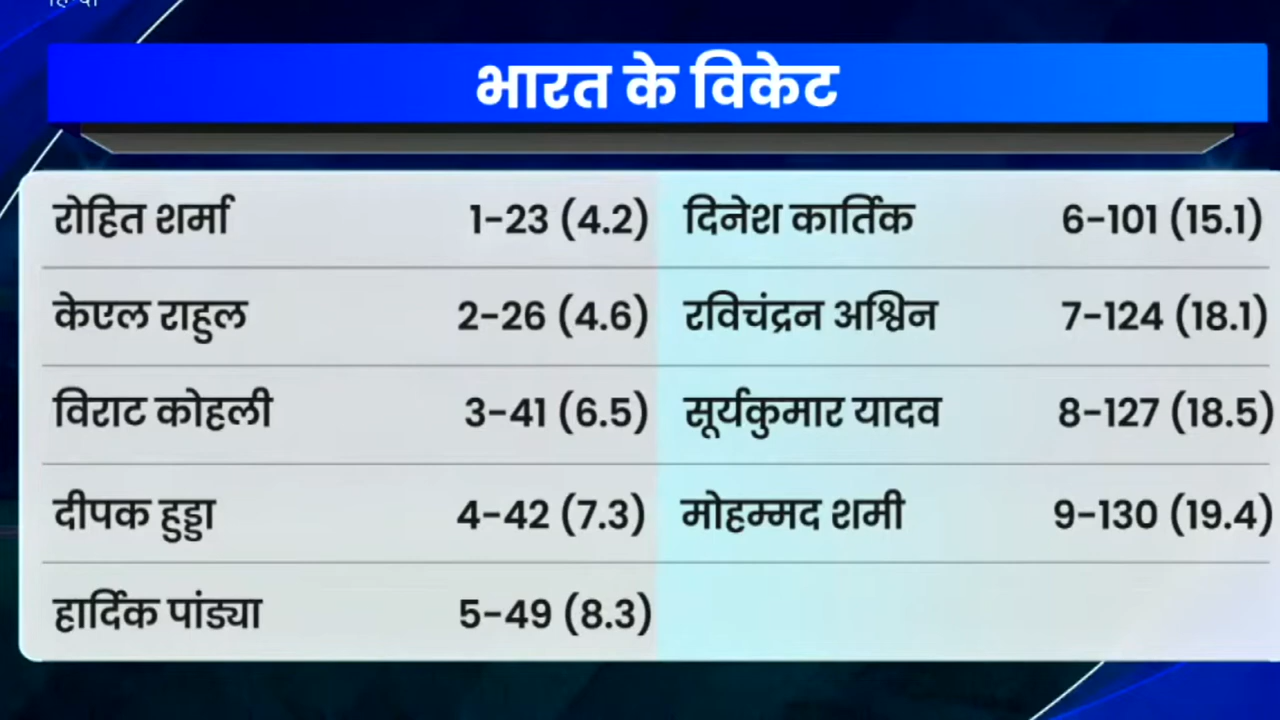 हिन्दी
भारत के विकेट
रोहित शर्मा 1-23 (4.2)
केएल राहुल 2-26 (4.6)
विराट कोहली 3-41 (6.5)
दीपक हुड्डा 4-42 (7.3)
हार्दिक पांड्या 5-49 (8.3)
दिनेश कार्तिक 6-101 (15.1)
रविचंद्रन अश्विन 7-124 (18.1)
सूर्यकुमार यादव 8-127 (18.5)
मोहम्मद शमी 9-130 (19.4)